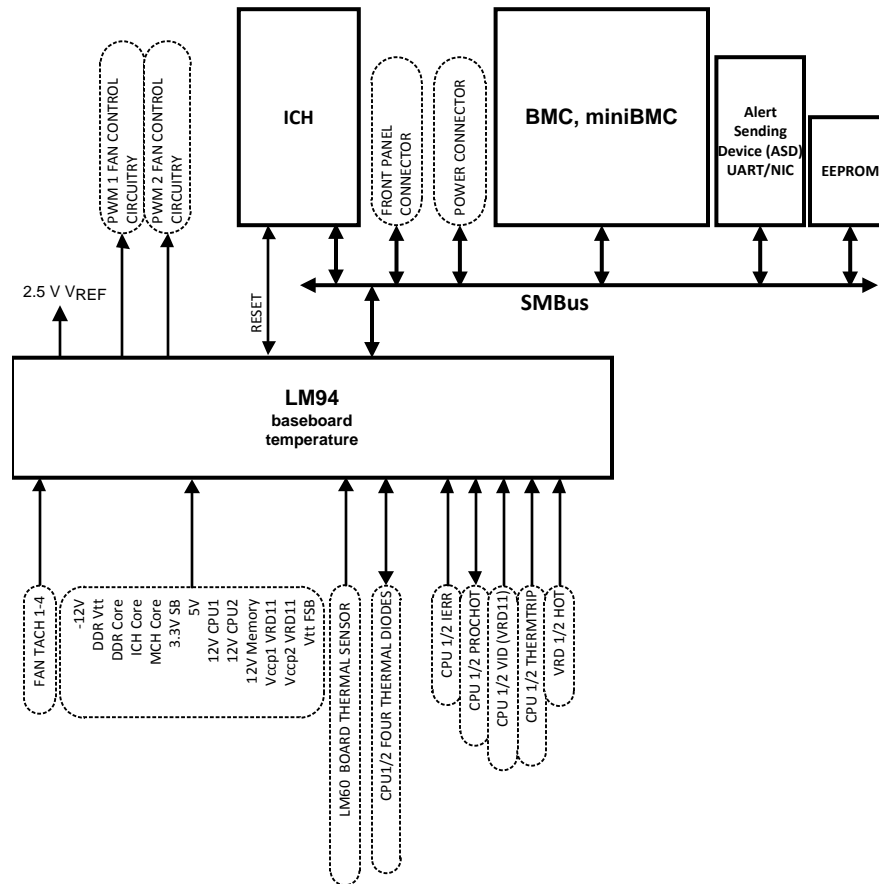 PWM 1 FAN CONTROL
CIRCUITRY
PWM 2 FAN CONTROL
CIRCUITRY
ICH
FRONT PANEL
CONNECTOR
POWER CONNECTOR
BMC, miniBMC
Alert
Sending
Device (ASD)
UART/NIC
EEPROM
2.5 V VREF
RESET
SMBus
LM94
baseboard
temperature
FAN TACH 1-4
-12V
DDR Vtt
DDR Core
ICH Core
MCH Core
3.3V SB
5V
12V CPU1
12V CPU2
12V Memory
Vccp1 VRD11
Vccp2 VRD11
Vtt FSB
LM60 BOARD THERMAL SENSOR
CPU1/2 FOUR THERMAL DIODES
CPU 1/2 IERR
CPU 1/2 PROCHOT
CPU 1/2 VID (VRD11)
CPU 1/2 THERMTRIP
VRD 1/2 HOT